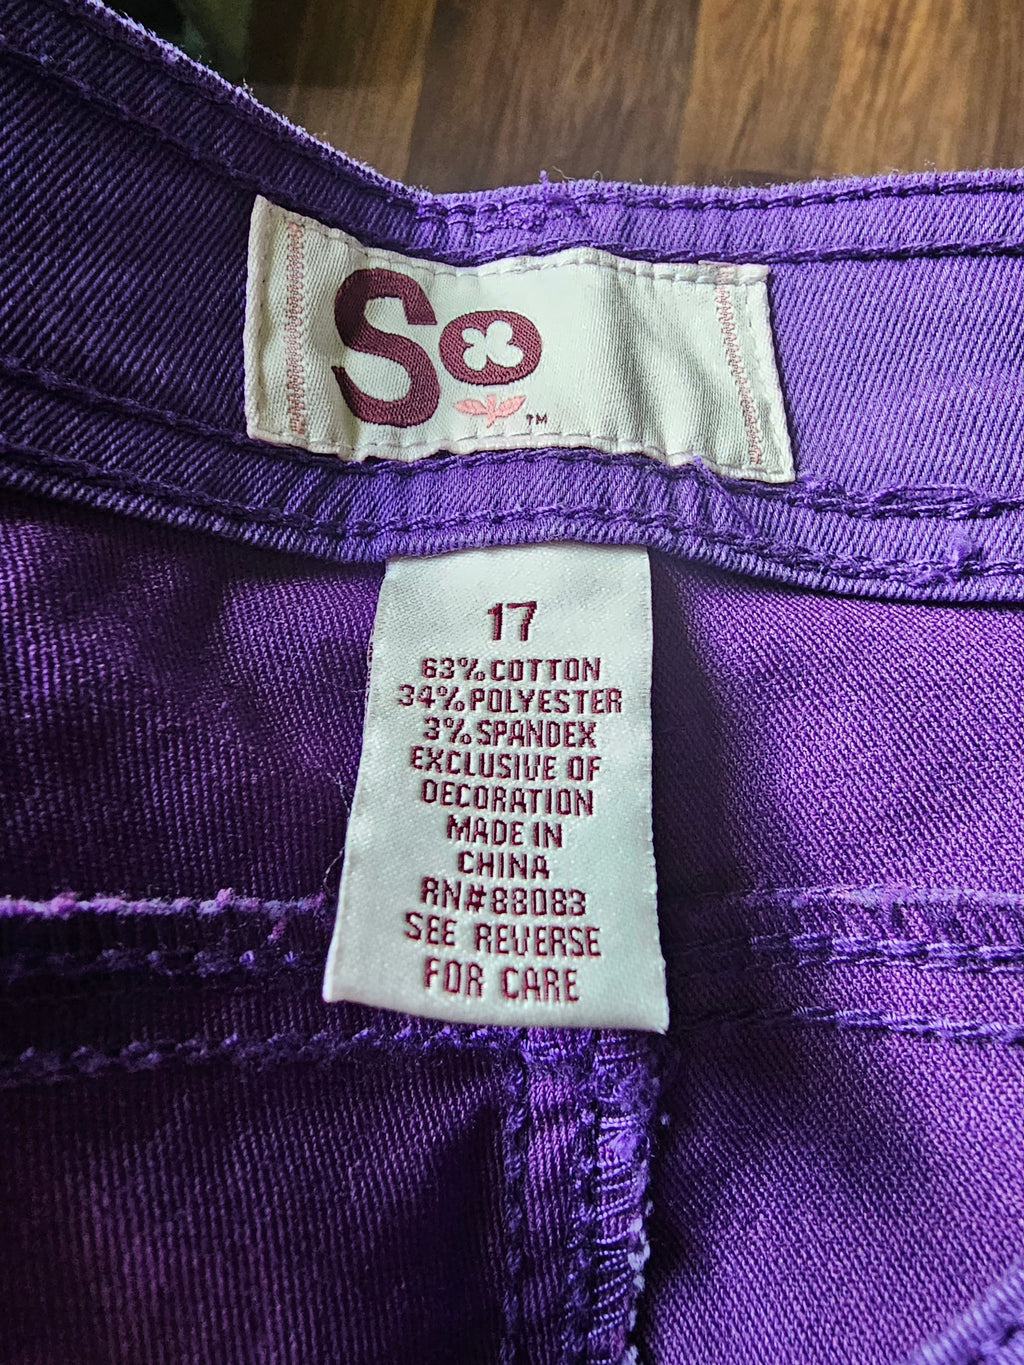 So
TM
17
63% COTTON
34% POLYESTER
3% SPANDEX
EXCLUSIVE OF
DECORATION
MADE IN
CHINA
RN#88083
SEE REVERSE
FOR CARE